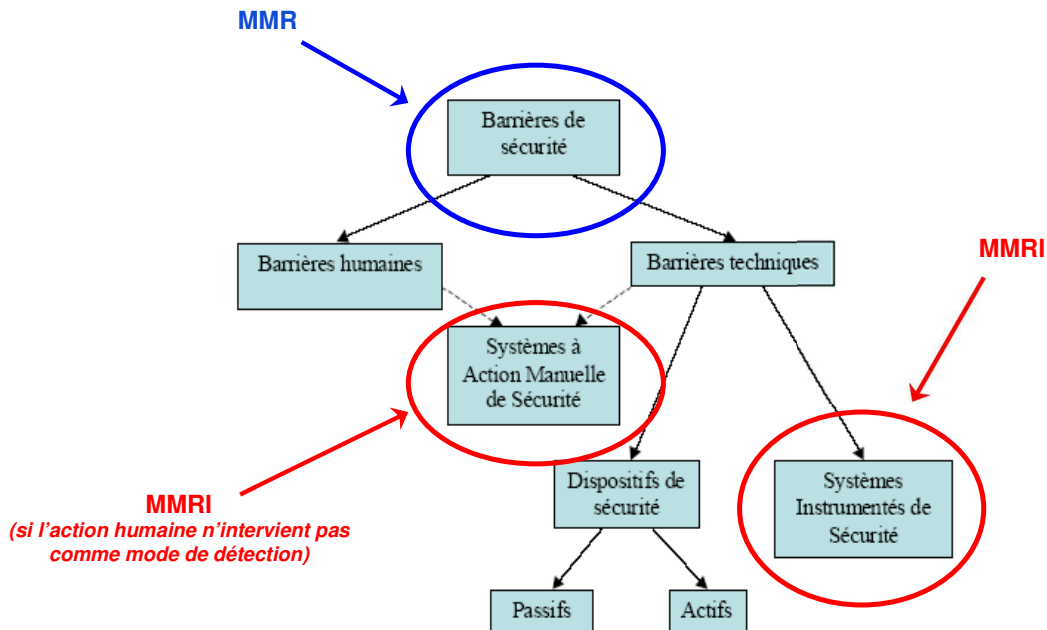 MMR
Barrières de
sécurité
Barrières humaines
Barrières techniques
MMRI
Systèmes à
Action Manuelle
de Sécurité
MMRI
(si l'action humaine n'intervient pas
comme mode de détection)
Dispositifs de
sécurité
Systèmes
Instrumentés de
Sécurité
Passifs
Actifs